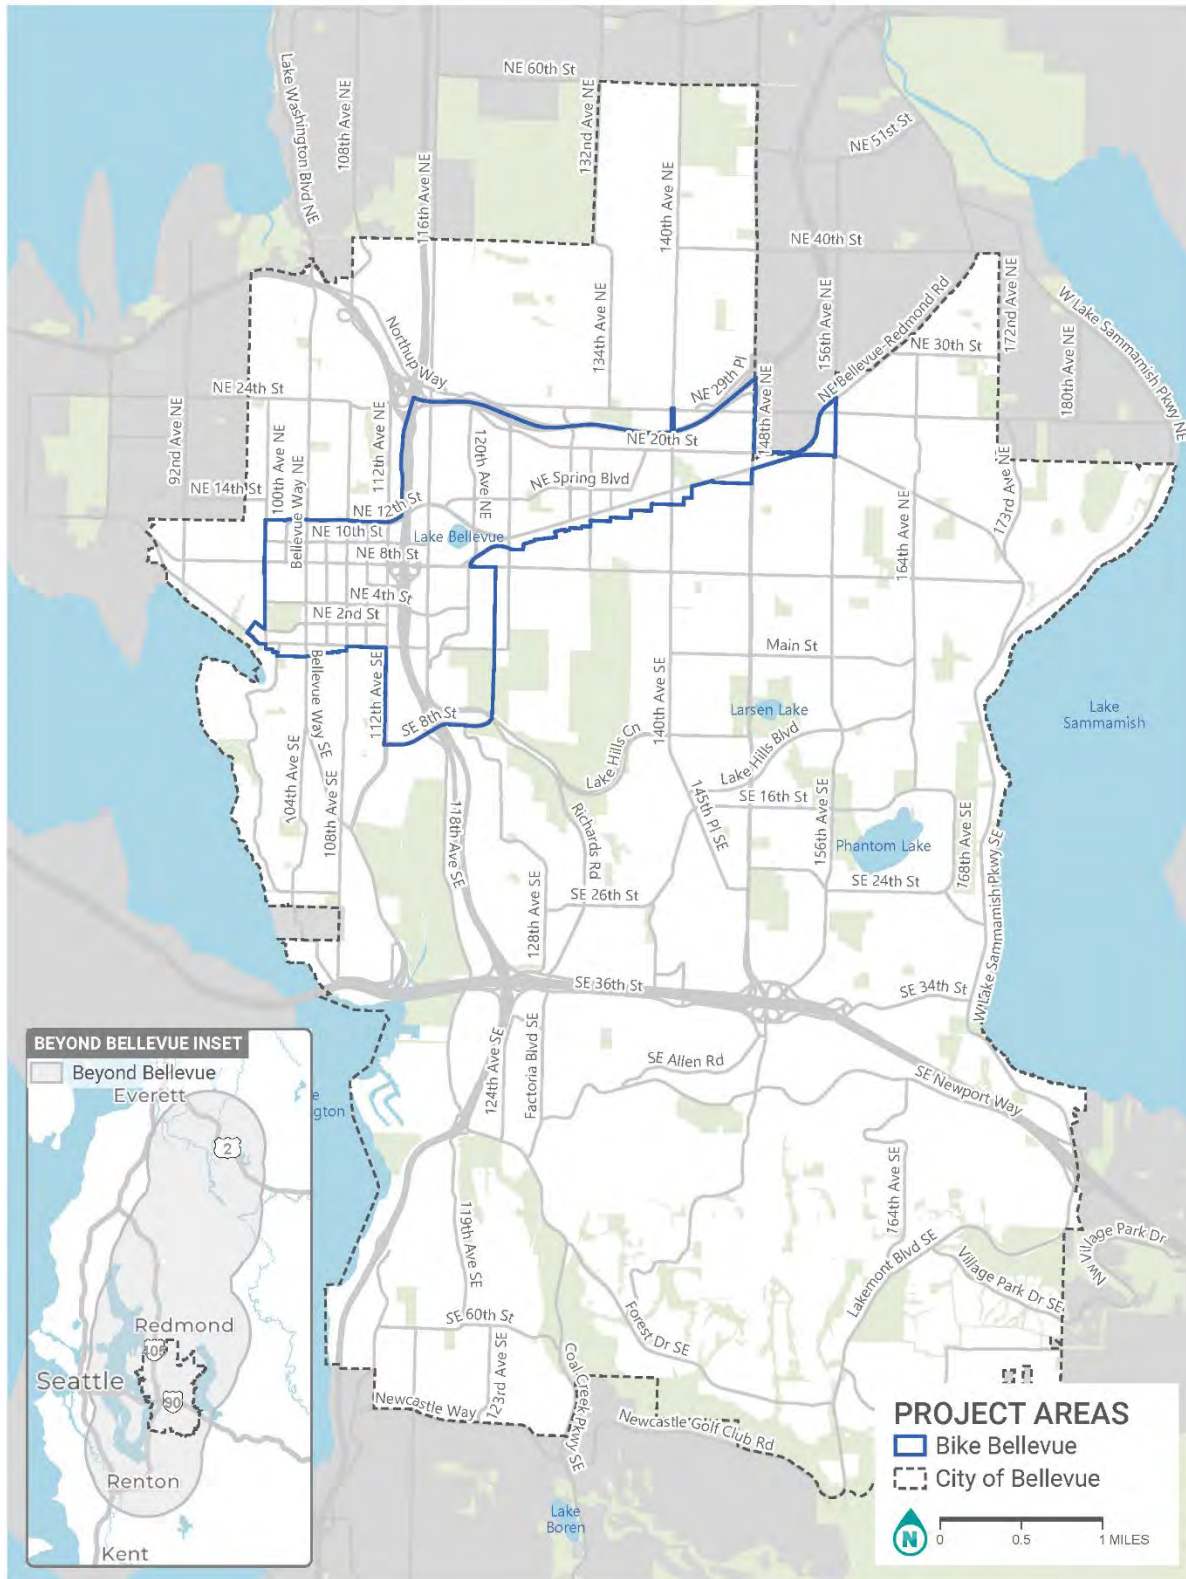 NE 60th St
Lake Washington Blvd NE
108th Ave NE
116th Ave NE
132nd Ave NE
NE 51st St
140th Ave NE
NE 40th St
156th Ave NE
172nd Ave NE
W Lake Sammamish Pkwy NE
134th Ave NE
NE Bellevue-Redmond Rd
Northup Way
NE 30th St
180th Ave NE
NE 29th Pl
148th Ave NE
NE 24th St
92nd Ave NE
100th Ave NE
Bellevue Way NE
112th Ave NE
120th Ave NE
NE 20th St
NE Spring Blvd
NE 14th St
NE 12th St
NE 10th St
Lake Bellevue
NE 8th St
164th Ave NE
173rd Ave NE
NE 4th St
NE 2nd St
Main St
Bellevue Way SE
112th Ave SE
SE 8th St
140th Ave SE
Larsen Lake
Lake
Sammamish
Lake Hills Cn
Lake Hills Blvd
104th Ave SE
108th Ave SE
118th Ave SE
Richards Rd
145th Pl SE
SE 16th St
156th Ave SE
Phantom Lake
168th Ave SE
SE 24th St
128th Ave SE
SE 26th St
W Lake Sammamish Pkwy SE
SE 36th St
SE 34th St
124th Ave SE
Factoria Blvd SE
SE Allen Rd
SE Newport Way
164th Ave SE
119th Ave SE
Lakemont Blvd SE
Village Park Dr SE
NW Village Park Dr
SE 60th St
Forest Dr SE
123rd Ave SE
Coal Creek Pkwy SE
Newcastle Way
Newcastle Golf Club Rd
Lake
Boren
BEYOND BELLEVUE INSET
Beyond Bellevue
Everett
e
gton
2
Redmond
405
Seattle
90
Renton
Kent
PROJECT AREAS
Bike Bellevue
City of Bellevue
N
0 0.5 1 MILES